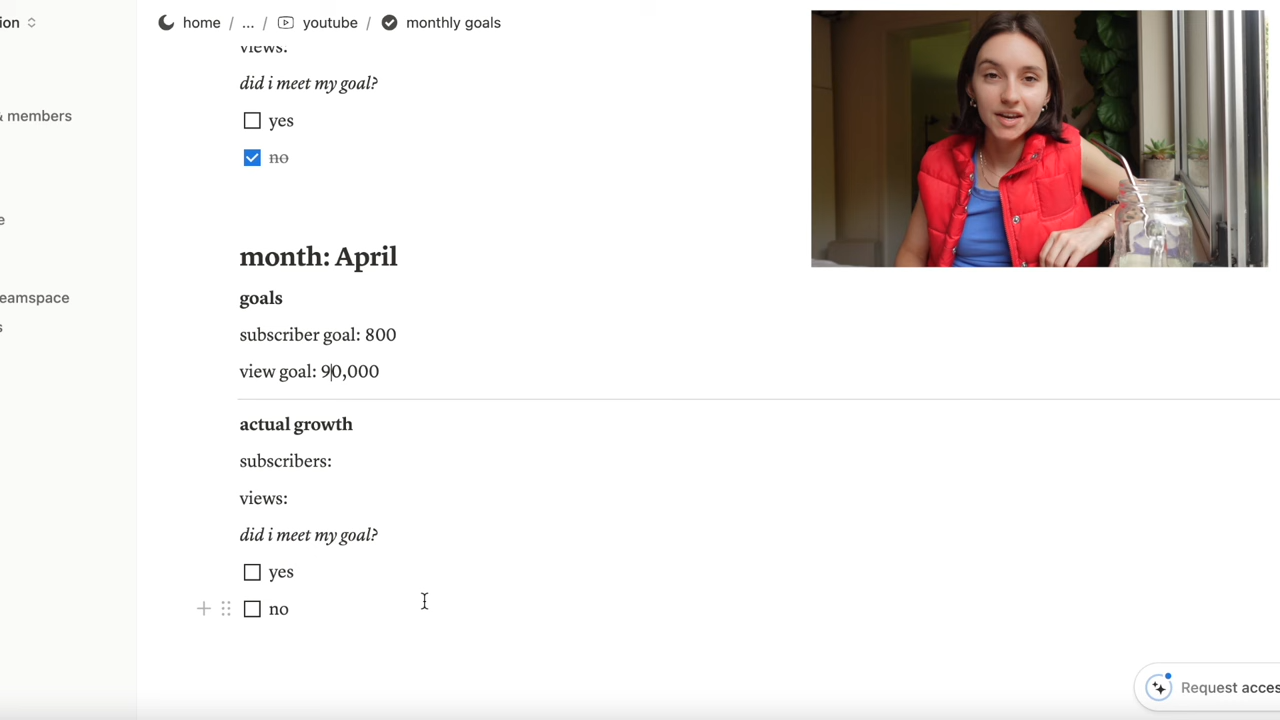 ion
home / ... / youtube / monthly goals
views:
did i meet my goal?
yes
& members
no
month: April
goals
eamspace
subscriber goal: 800
view goal: 90,000
actual growth
subscribers:
views:
did i meet my goal?
yes
no
Request acces